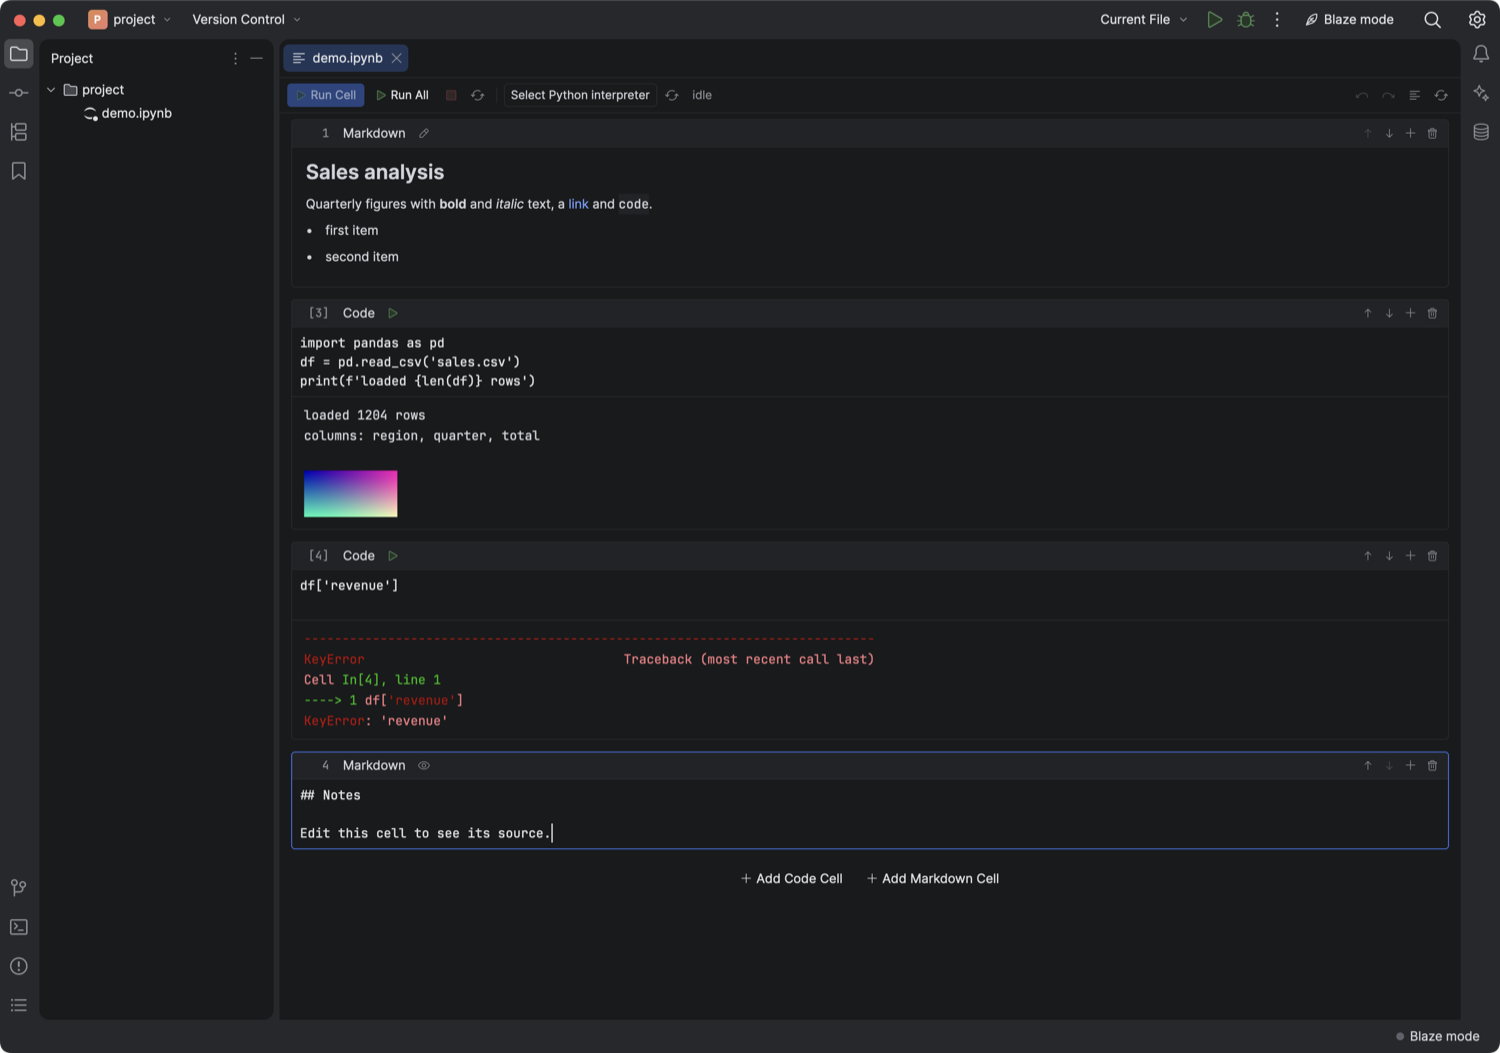 P project Version Control Current File Blaze mode
Project
project
demo.ipynb
demo.ipynb
Run Cell Run All Select Python interpreter idle
1 Markdown
Sales analysis
Quarterly figures with bold and italic text, a link and code.
• first item
• second item
[3] Code
import pandas as pd
df = pd.read_csv('sales.csv')
print(f'loaded {len(df)} rows')
loaded 1204 rows
columns: region, quarter, total
[4] Code
df['revenue']
---------------------------------------------------------------------------
KeyError Traceback (most recent call last)
Cell In[4], line 1
----> 1 df['revenue']
KeyError: 'revenue'
4 Markdown
## Notes
Edit this cell to see its source.
+ Add Code Cell + Add Markdown Cell
Blaze mode